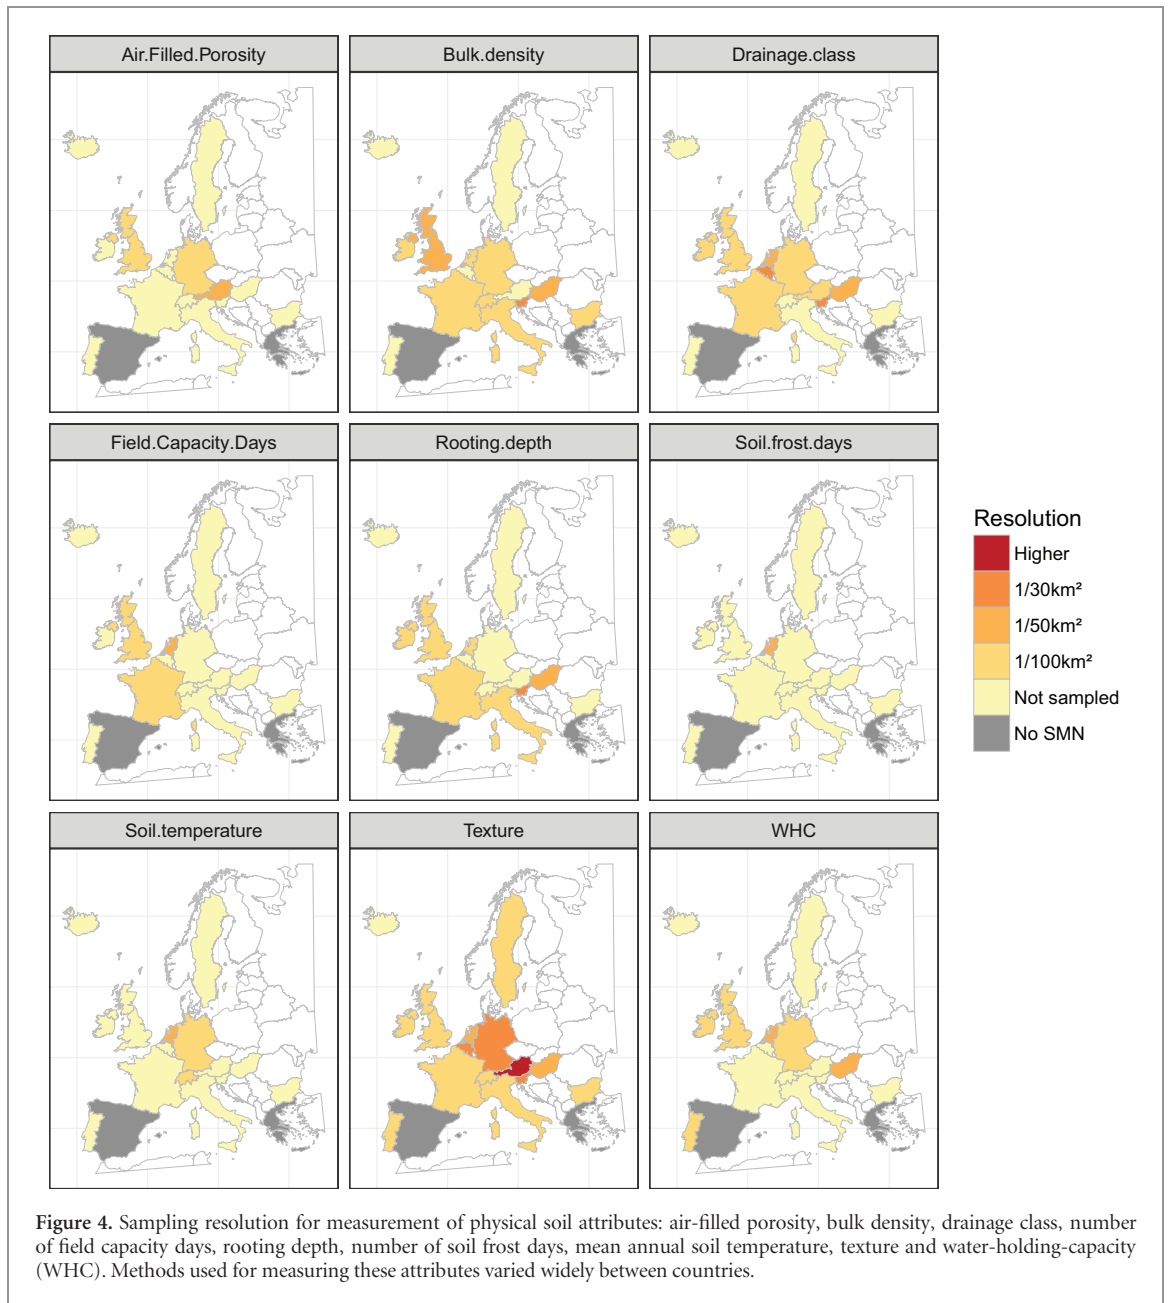 Air.Filled.Porosity
Bulk.density
Drainage.class
Field.Capacity.Days
Rooting.depth
Soil.frost.days
Soil.temperature
Texture
WHC
Resolution
Higher
1/30km²
1/50km²
1/100km²
Not sampled
No SMN
Figure 4. Sampling resolution for measurement of physical soil attributes: air-filled porosity, bulk density, drainage class, number
of field capacity days, rooting depth, number of soil frost days, mean annual soil temperature, texture and water-holding-capacity
(WHC). Methods used for measuring these attributes varied widely between countries.